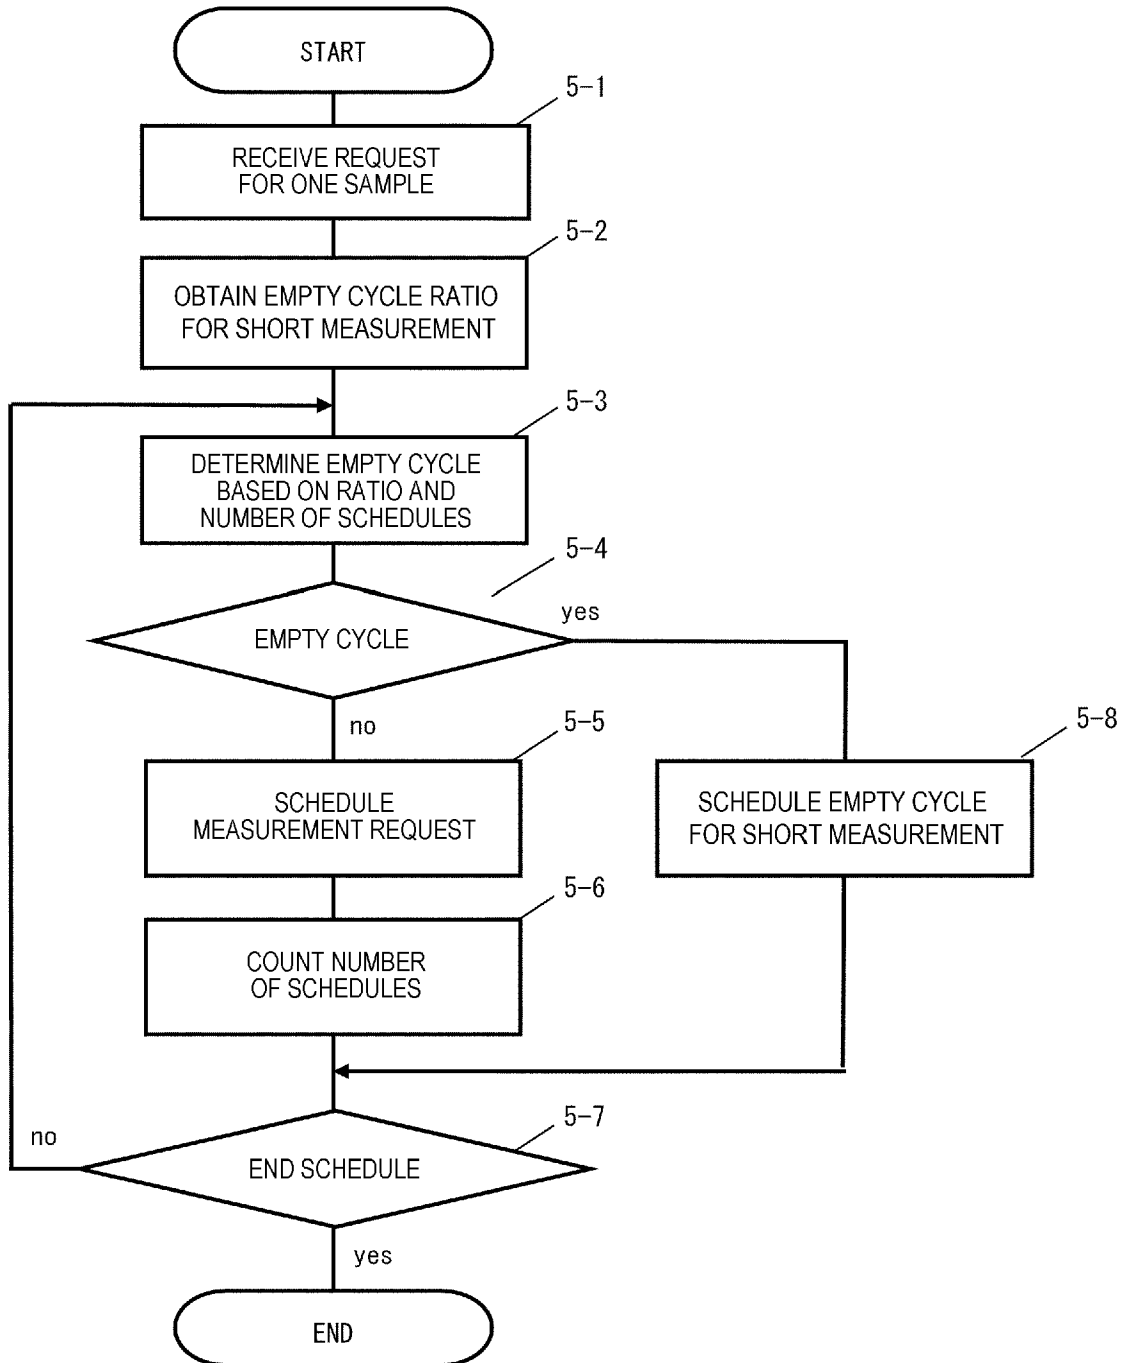 START
5-1
RECEIVE REQUEST
FOR ONE SAMPLE
5-2
OBTAIN EMPTY CYCLE RATIO
FOR SHORT MEASUREMENT
5-3
DETERMINE EMPTY CYCLE
BASED ON RATIO AND
NUMBER OF SCHEDULES
5-4
EMPTY CYCLE
yes
no
5-5
SCHEDULE
MEASUREMENT REQUEST
5-8
SCHEDULE EMPTY CYCLE
FOR SHORT MEASUREMENT
5-6
COUNT NUMBER
OF SCHEDULES
5-7
END SCHEDULE
no
yes
END